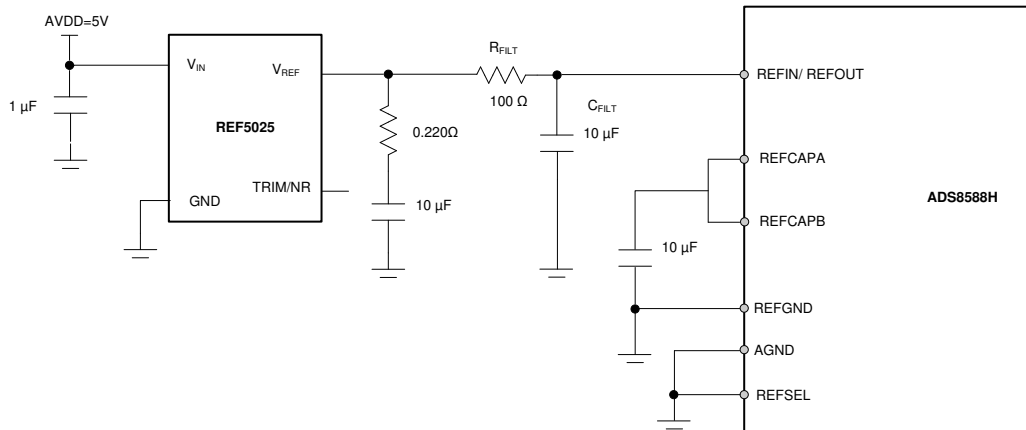 AVDD=5V
1 µF
VIN
VREF
REF5025
TRIM/NR
GND
0.220Ω
10 µF
RFILT
100 Ω
CFILT
10 µF
REFIN/ REFOUT
REFCAPA
ADS8588H
REFCAPB
10 µF
REFGND
AGND
REFSEL